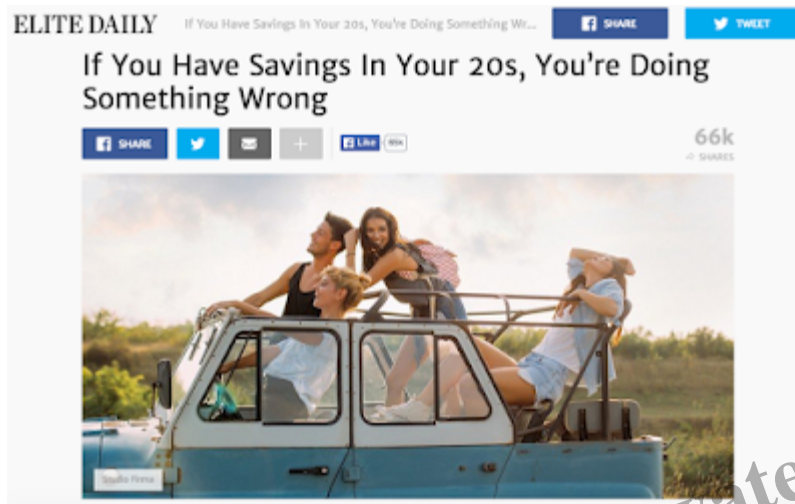 ELITE DAILY If You Have Savings In Your 20s, You're Doing Something Wr... SHARE TWEET
If You Have Savings In Your 20s, You're Doing
Something Wrong
SHARE Like 66k 66k
SHARES
Studio Firma